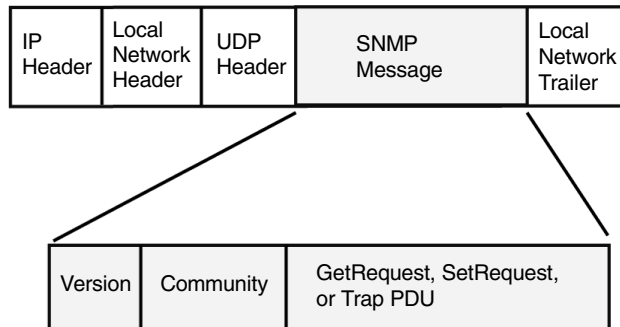 IP
Header
Local
Network
Header
UDP
Header
SNMP
Message
Local
Network
Trailer
Version
Community
GetRequest, SetRequest,
or Trap PDU